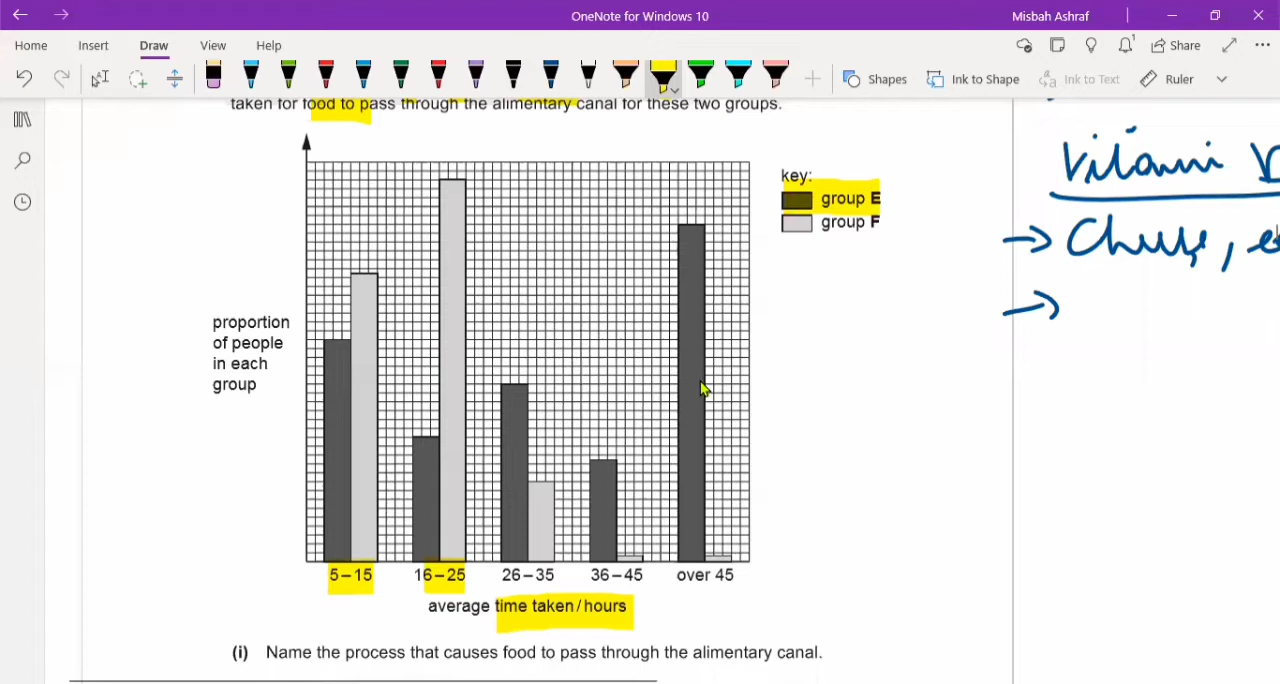 OneNote for Windows 10
Misbah Ashraf
Home Insert Draw View Help
Share
Shapes Ink to Shape Ink to Text Ruler
taken for food to pass through the alimentary canal for these two groups.
key:
group E
group F
proportion
of people
in each
group
5–15 16–25 26–35 36–45 over 45
average time taken / hours
(i) Name the process that causes food to pass through the alimentary canal.
Vitami D
→
→